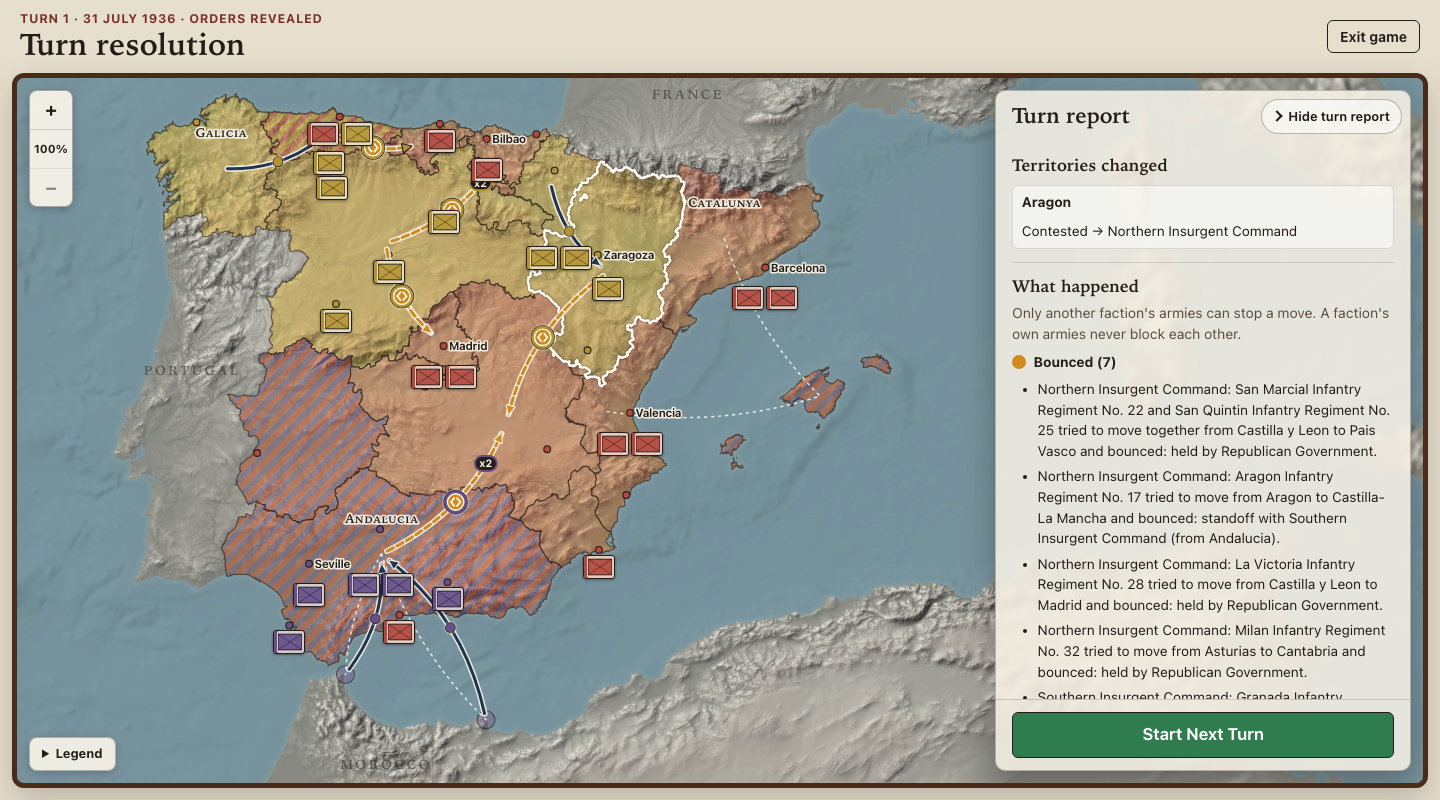 TURN 1 · 31 JULY 1936 · ORDERS REVEALED
Turn resolution
Exit game
+
100%
−
FRANCE
GALICIA
Bilbao
x2
CATALUNYA
Zaragoza
Barcelona
Madrid
PORTUGAL
Valencia
x2
ANDALUCIA
Seville
MOROCCO
Legend
Turn report
Hide turn report
Territories changed
Aragon
Contested → Northern Insurgent Command
What happened
Only another faction's armies can stop a move. A faction's
own armies never block each other.
Bounced (7)
• Northern Insurgent Command: San Marcial Infantry
Regiment No. 22 and San Quintin Infantry Regiment No.
25 tried to move together from Castilla y Leon to Pais
Vasco and bounced: held by Republican Government.
• Northern Insurgent Command: Aragon Infantry
Regiment No. 17 tried to move from Aragon to Castilla-
La Mancha and bounced: standoff with Southern
Insurgent Command (from Andalucia).
• Northern Insurgent Command: La Victoria Infantry
Regiment No. 28 tried to move from Castilla y Leon to
Madrid and bounced: held by Republican Government.
• Northern Insurgent Command: Milan Infantry Regiment
No. 32 tried to move from Asturias to Cantabria and
bounced: held by Republican Government.
• Southern Insurgent Command: Granada Infantry
Start Next Turn